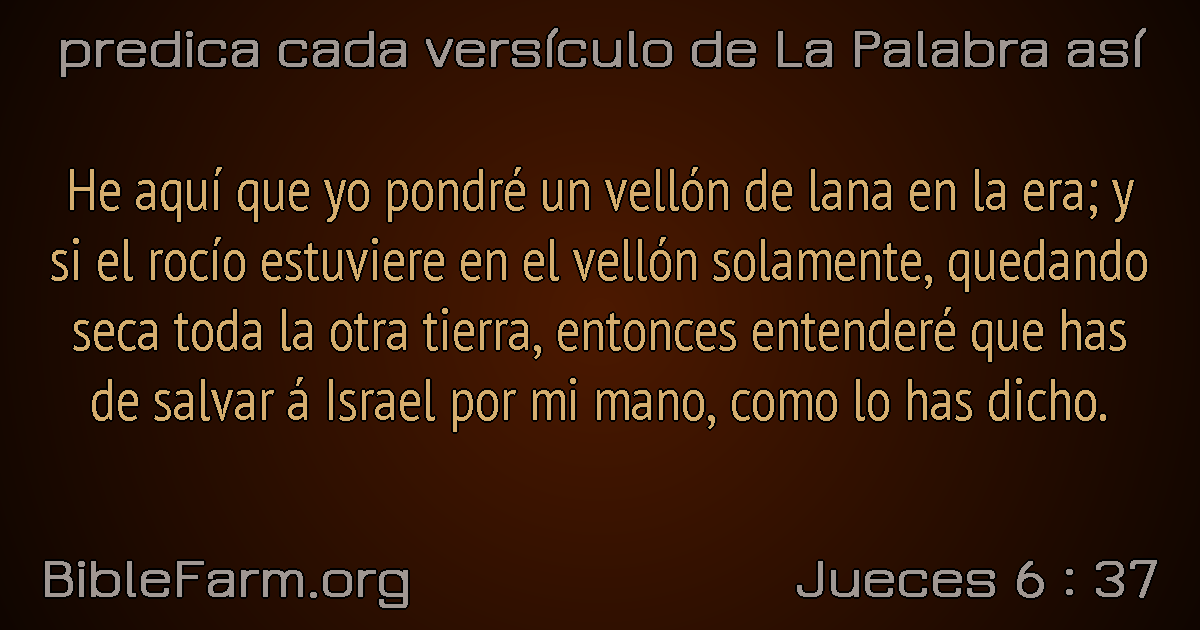 predica cada versículo de La Palabra así
He aquí que yo pondré un vellón de lana en la era; y
si el rocío estuviere en el vellón solamente, quedando
seca toda la otra tierra, entonces entenderé que has
de salvar á Israel por mi mano, como lo has dicho.
BibleFarm.org
Jueces 6 : 37